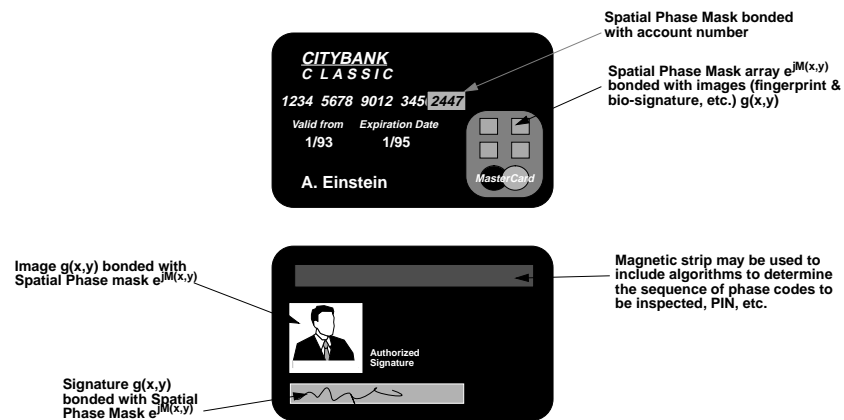 Spatial Phase Mask bonded
with account number
CITYBANK
CLASSIC
1234 5678 9012 345 2447
Spatial Phase Mask array e^jM(x,y)
bonded with images (fingerprint &
bio-signature, etc.) g(x,y)
Valid from Expiration Date
1/93 1/95
A. Einstein
MasterCard
Image g(x,y) bonded with
Spatial Phase mask e^jM(x,y)
Magnetic strip may be used to
include algorithms to determine
the sequence of phase codes to
be inspected, PIN, etc.
Authorized
Signature
Signature g(x,y)
bonded with Spatial
Phase Mask e^jM(x,y)